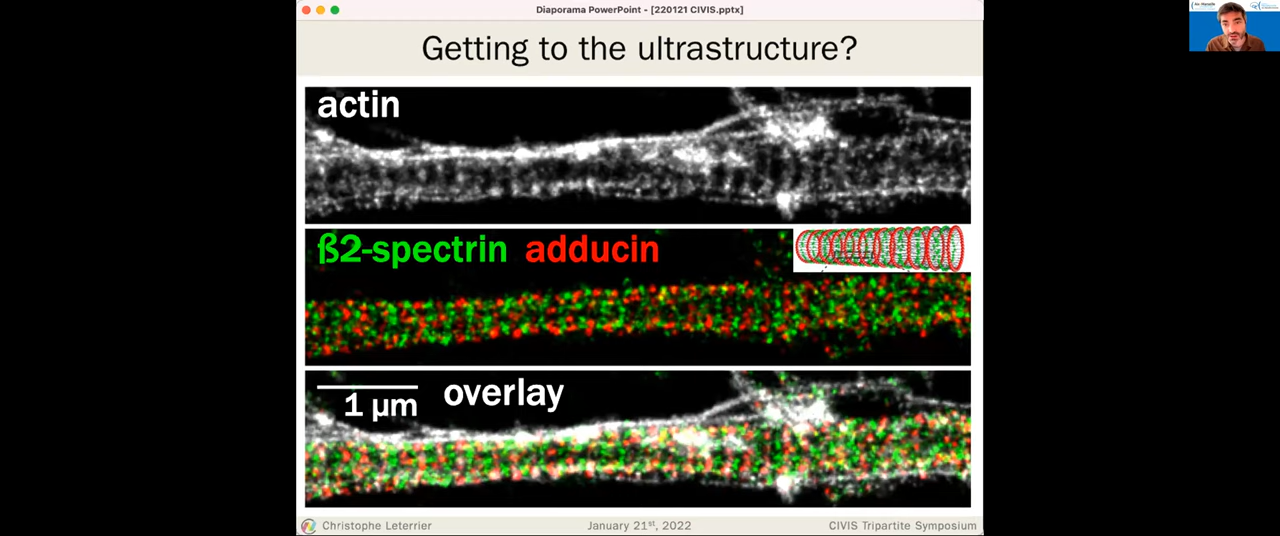 Diaporama PowerPoint - [220121 CIVIS.pptx]
Getting to the ultrastructure?
actin
ß2-spectrin adducin
1 µm
overlay
Christophe Leterrier
January 21st, 2022
CIVIS Tripartite Symposium